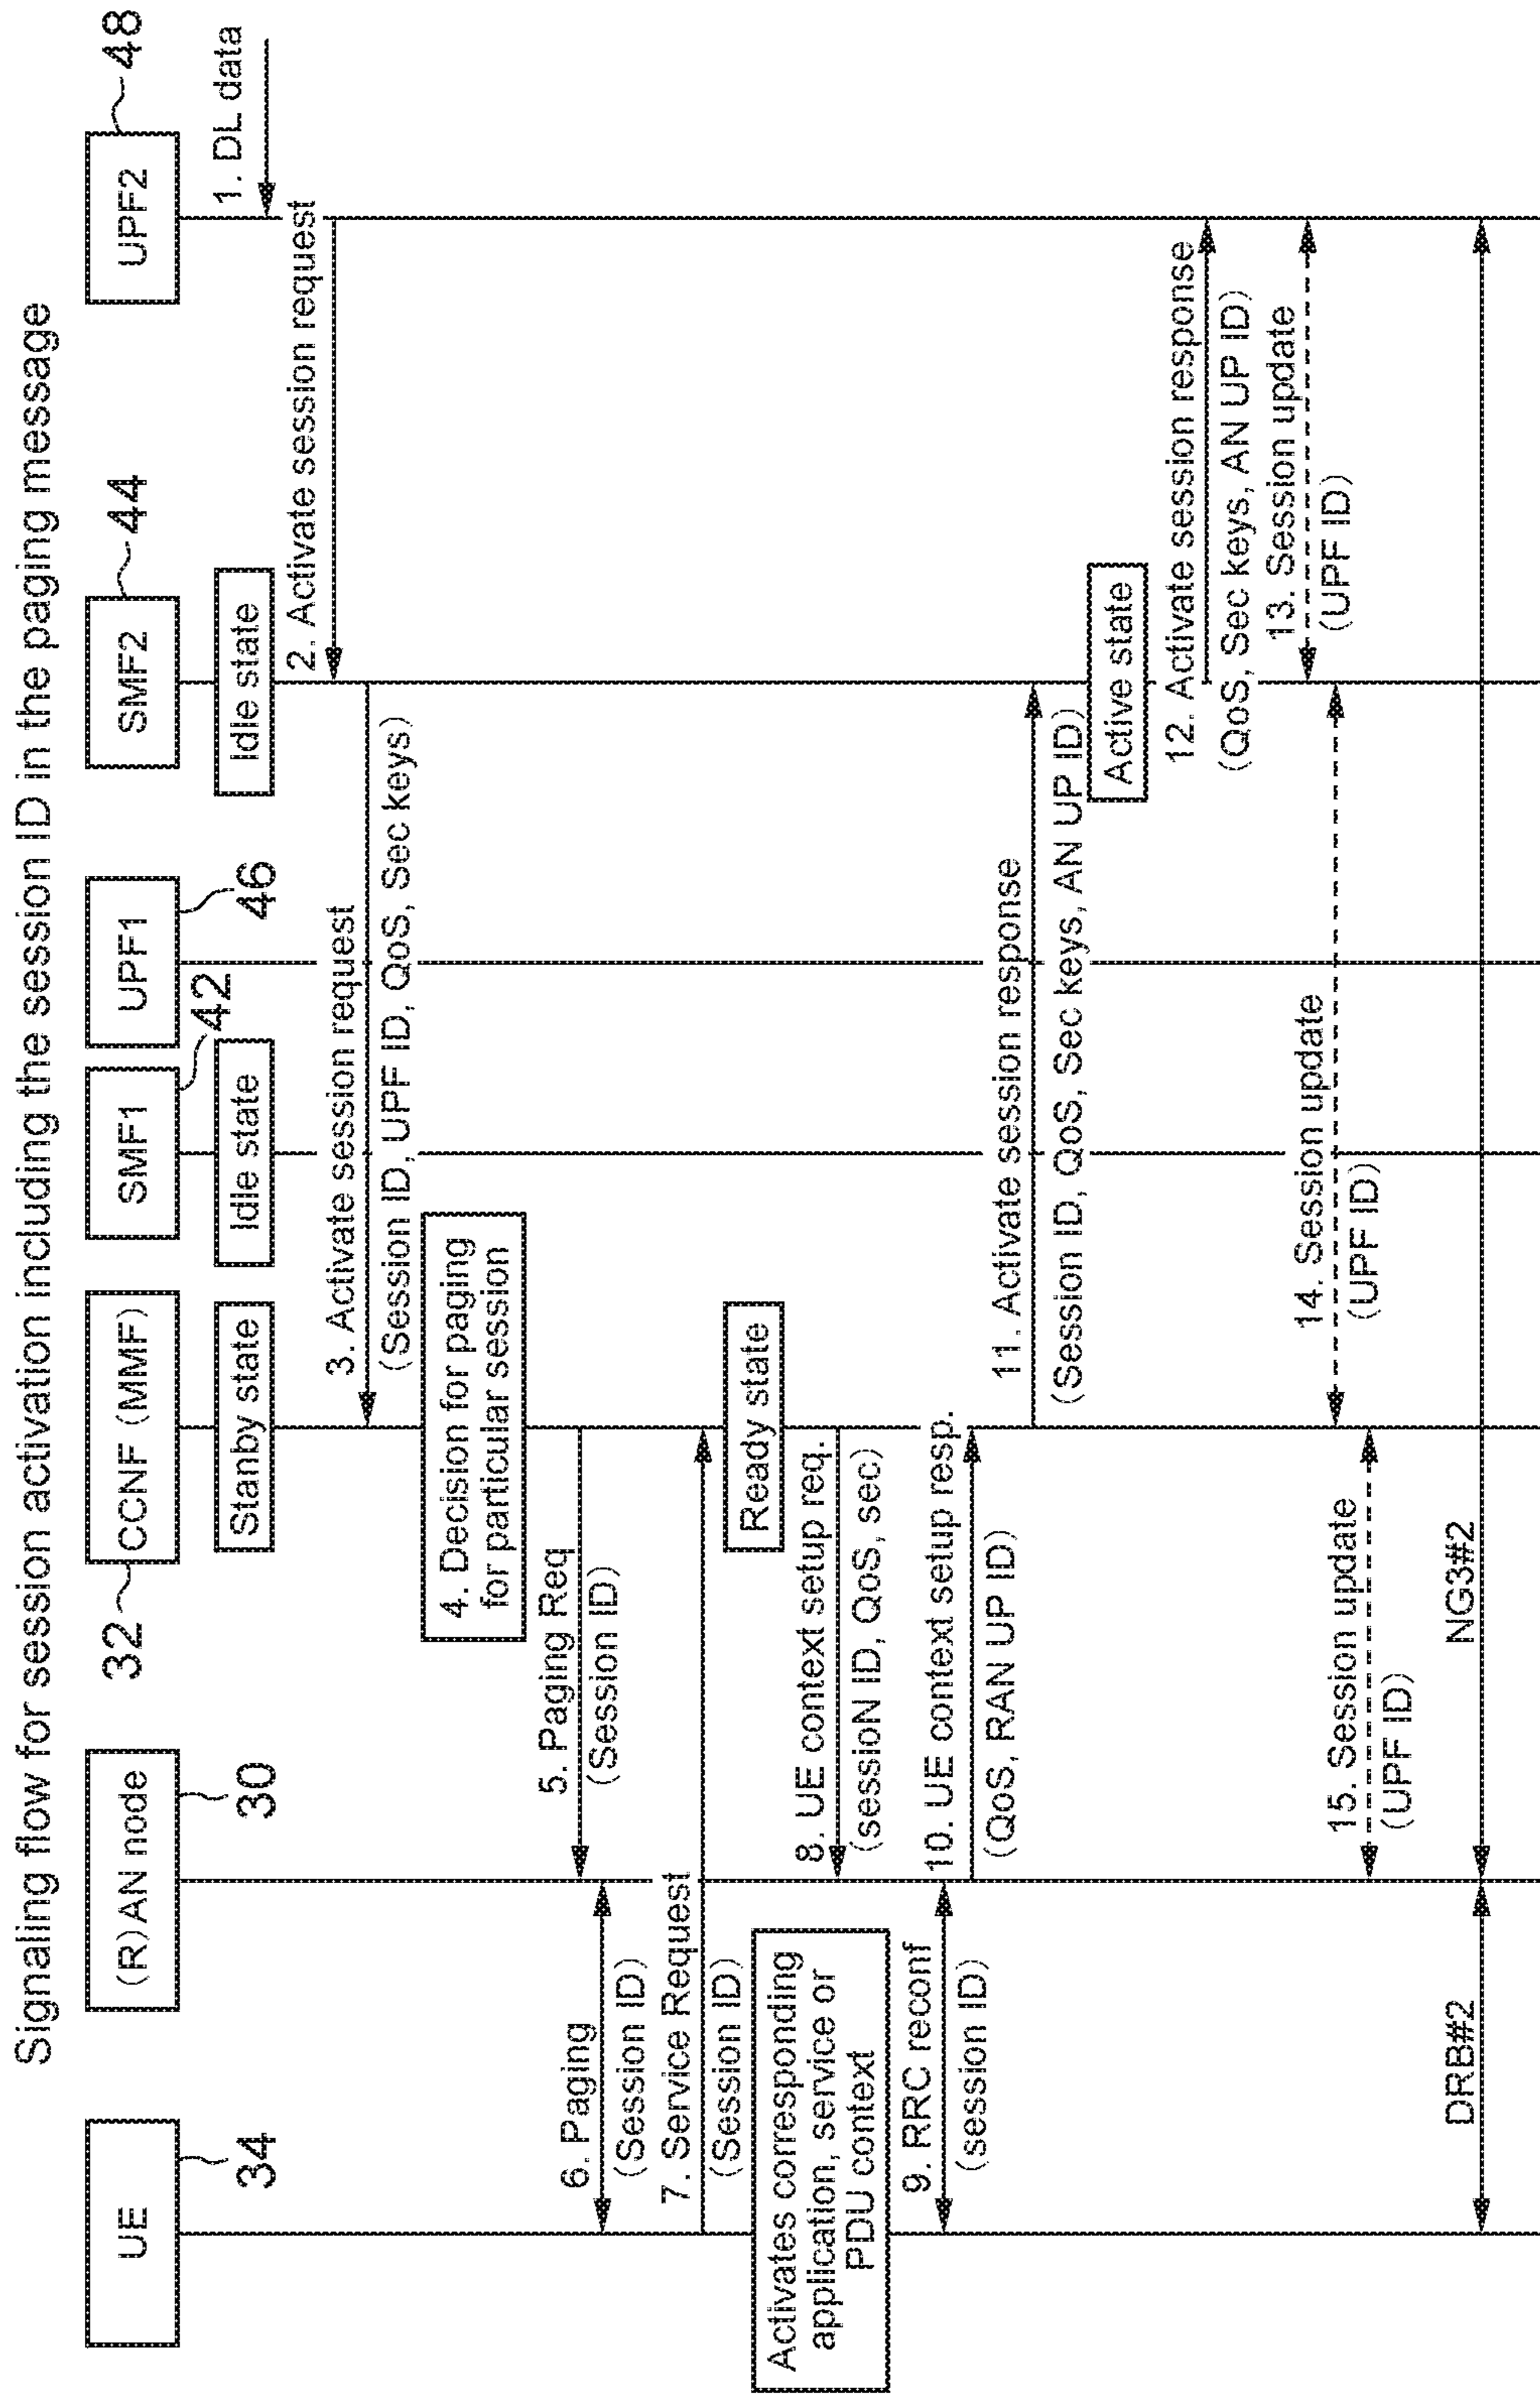 Signaling flow for session activation including the session ID in the paging message
UE
34
(R)AN node
30
32
CCNF (MMF)
SMF1
42
UPF1
46
SMF2
44
UPF2
48
Stanby state
Idle state
Idle state
1. DL data
2. Activate session request
3. Activate session request
(Session ID, UPF ID, QoS, Sec keys)
4. Decision for paging
for particular session
5. Paging Req
(Session ID)
6. Paging
(Session ID)
7. Service Request
(Session ID)
Ready state
Activates corresponding
application, service or
PDU context
8. UE context setup req.
(sessioN ID, QoS, sec)
9. RRC reconf
(session ID)
10. UE context setup resp.
(QoS, RAN UP ID)
11. Activate session response
(Session ID, QoS, Sec keys, AN UP ID)
Active state
12. Activate session response
(QoS, Sec keys, AN UP ID)
13. Session update
(UPF ID)
14. Session update
(UPF ID)
15. Session update
(UPF ID)
DRB#2
NG3#2